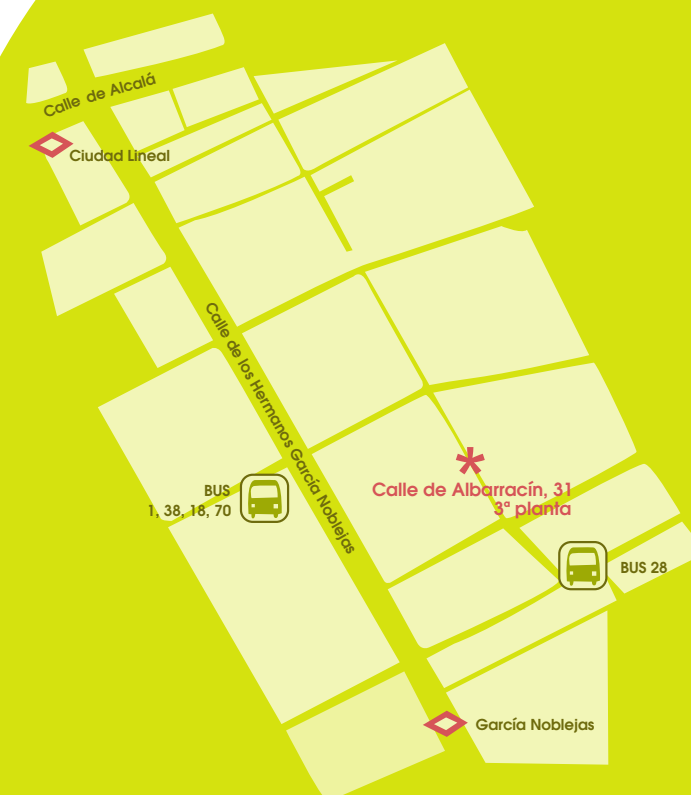 Calle de Alcalá
Ciudad Lineal
Calle de los Hermanos García Noblejas
BUS
1, 38, 18, 70
Calle de Albarracín, 31
3ª planta
BUS 28
García Noblejas